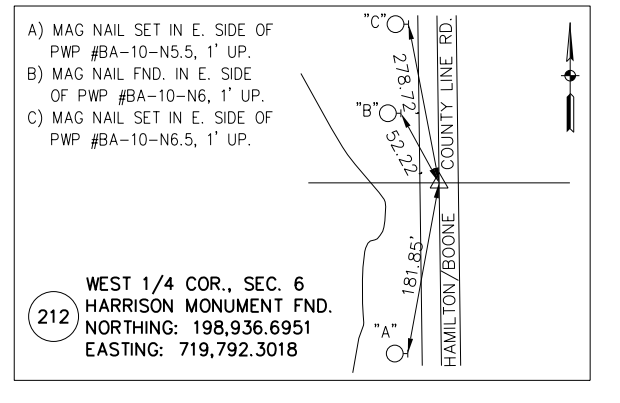 A) MAG NAIL SET IN E. SIDE OF
PWP #BA-10-N5.5, 1' UP.
B) MAG NAIL FND. IN E. SIDE
OF PWP #BA-10-N6, 1' UP.
C) MAG NAIL SET IN E. SIDE OF
PWP #BA-10-N6.5, 1' UP.
"C"
278.72'
"B"
52.22'
181.85'
"A"
HAMILTON/BOONE COUNTY LINE RD.
212
WEST 1/4 COR., SEC. 6
HARRISON MONUMENT FND.
NORTHING: 198,936.6951
EASTING: 719,792.3018